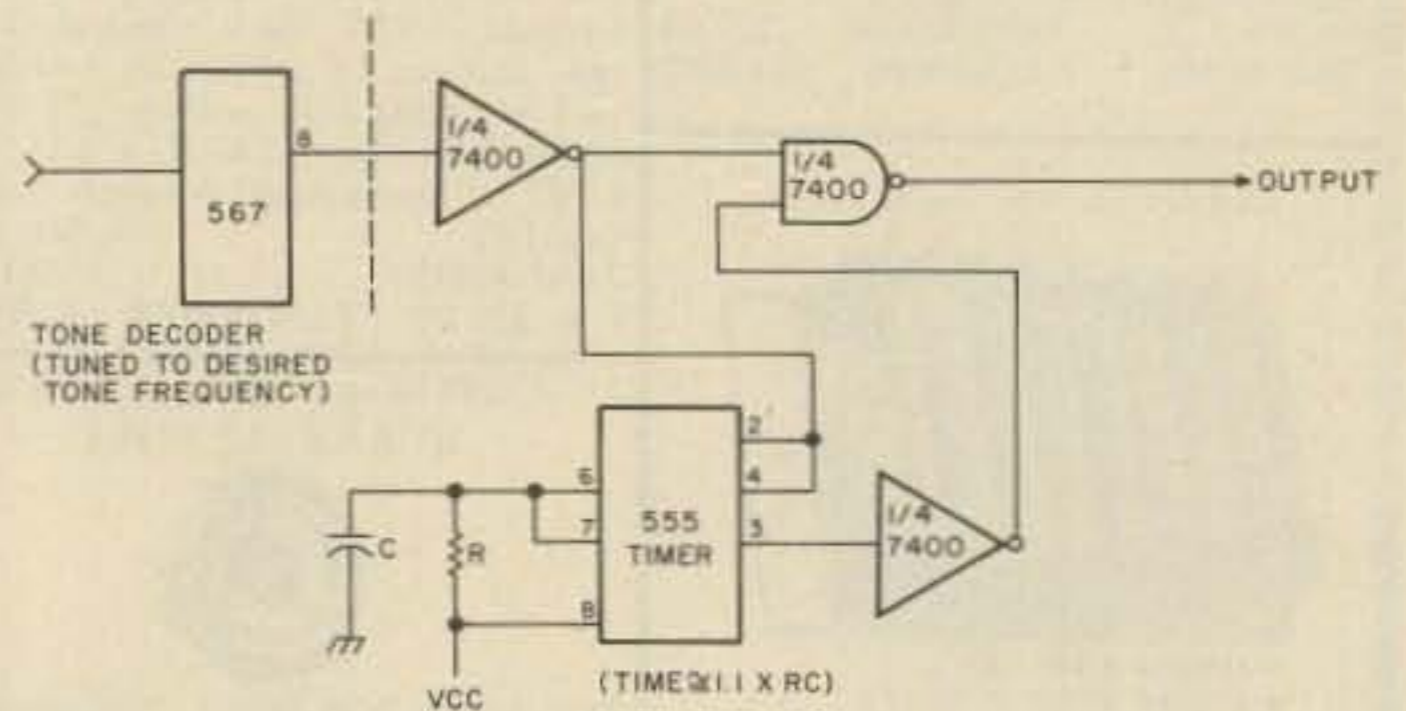 8
1/4
7400
1/4
7400
OUTPUT
567
TONE DECODER
(TUNED TO DESIRED
TONE FREQUENCY)
2
6
4
555
TIMER
7
3
1/4
7400
C
R
8
VCC
(TIME≅1.1 X RC)